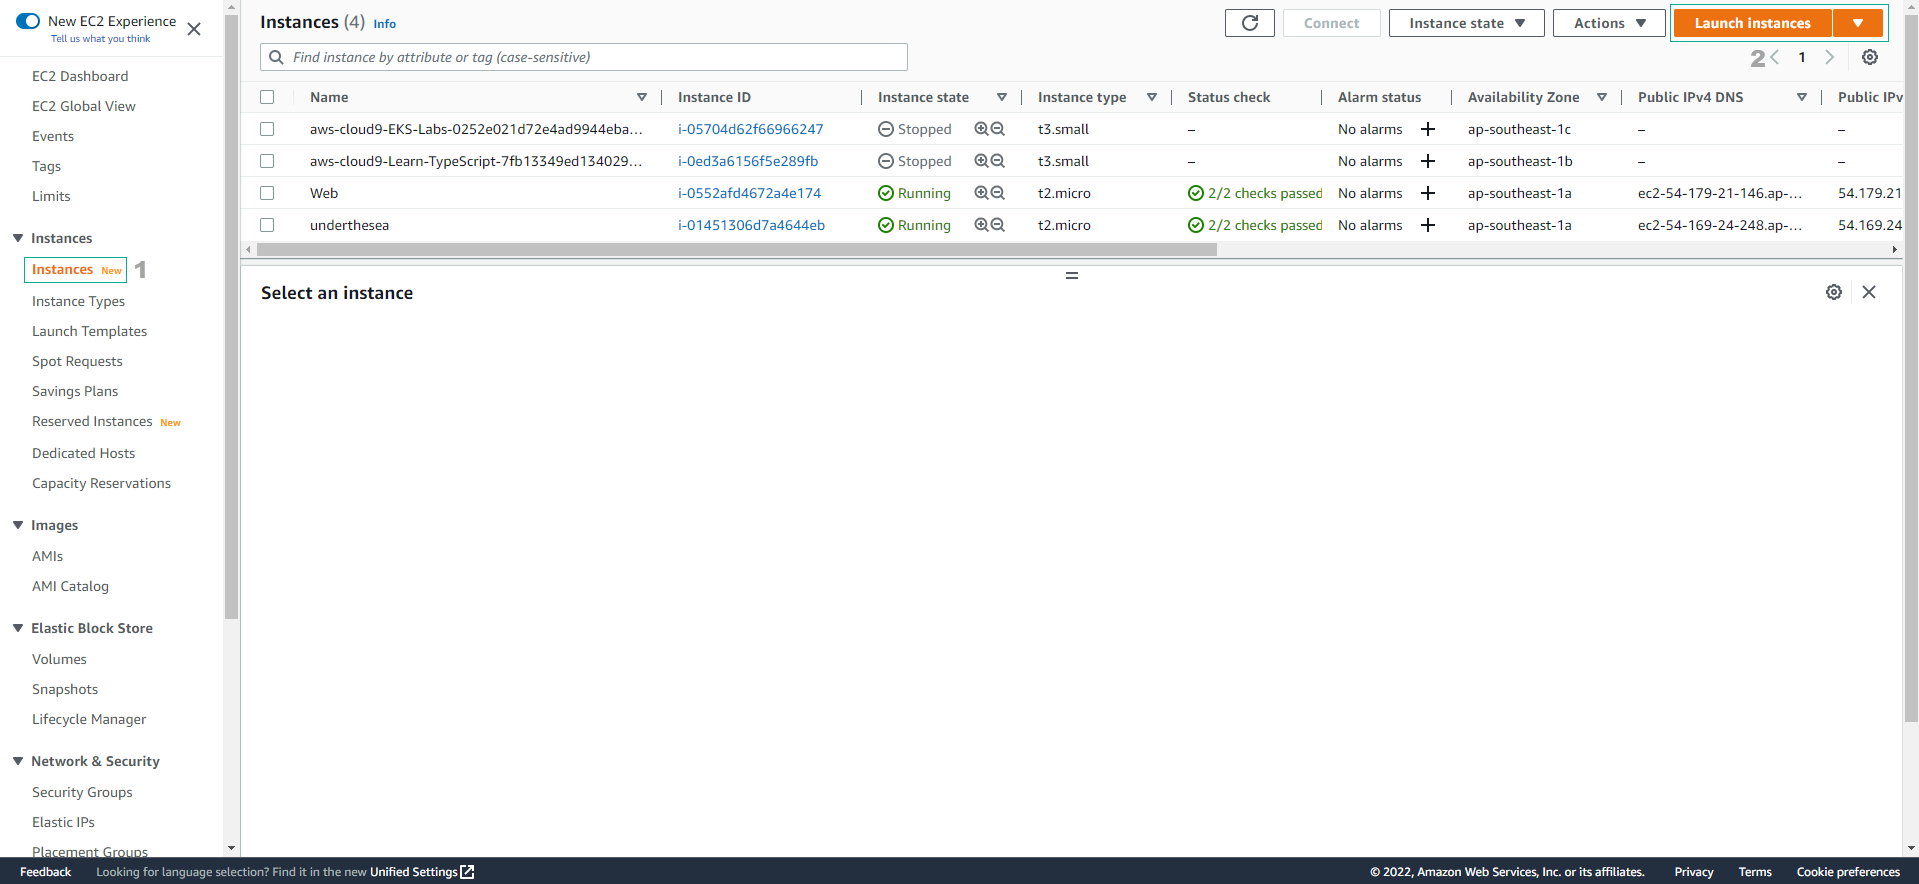 New EC2 Experience
Tell us what you think
EC2 Dashboard
EC2 Global View
Events
Tags
Limits
Instances
Instances New 1
Instance Types
Launch Templates
Spot Requests
Savings Plans
Reserved Instances New
Dedicated Hosts
Capacity Reservations
Images
AMIs
AMI Catalog
Elastic Block Store
Volumes
Snapshots
Lifecycle Manager
Network & Security
Security Groups
Elastic IPs
Placement Groups
Instances (4) Info
Connect Instance state Actions Launch instances
Find instance by attribute or tag (case-sensitive)
2 1
Name Instance ID Instance state Instance type Status check Alarm status Availability Zone Public IPv4 DNS Public IPv
aws-cloud9-EKS-Labs-0252e021d72e4ad9944eba... i-05704d62f66966247 Stopped t3.small – No alarms + ap-southeast-1c – –
aws-cloud9-Learn-TypeScript-7fb13349ed134029... i-0ed3a6156f5e289fb Stopped t3.small – No alarms + ap-southeast-1b – –
Web i-0552afd4672a4e174 Running t2.micro 2/2 checks passed No alarms + ap-southeast-1a ec2-54-179-21-146.ap-... 54.179.21
underthesea i-01451306d7a4644eb Running t2.micro 2/2 checks passed No alarms + ap-southeast-1a ec2-54-169-24-248.ap-... 54.169.24
Select an instance
Feedback Looking for language selection? Find it in the new Unified Settings © 2022, Amazon Web Services, Inc. or its affiliates. Privacy Terms Cookie preferences